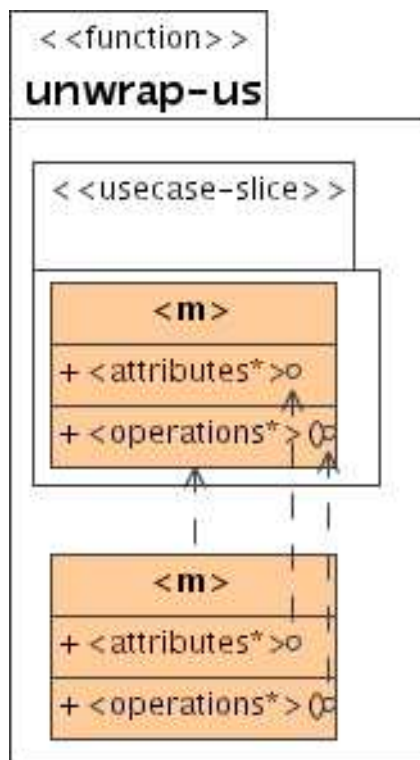 <<function>>
unwrap-us
<<usecase-slice>>
<m>
+ <attributes*>
+ <operations*> ()
<m>
+ <attributes*>
+ <operations*> ()